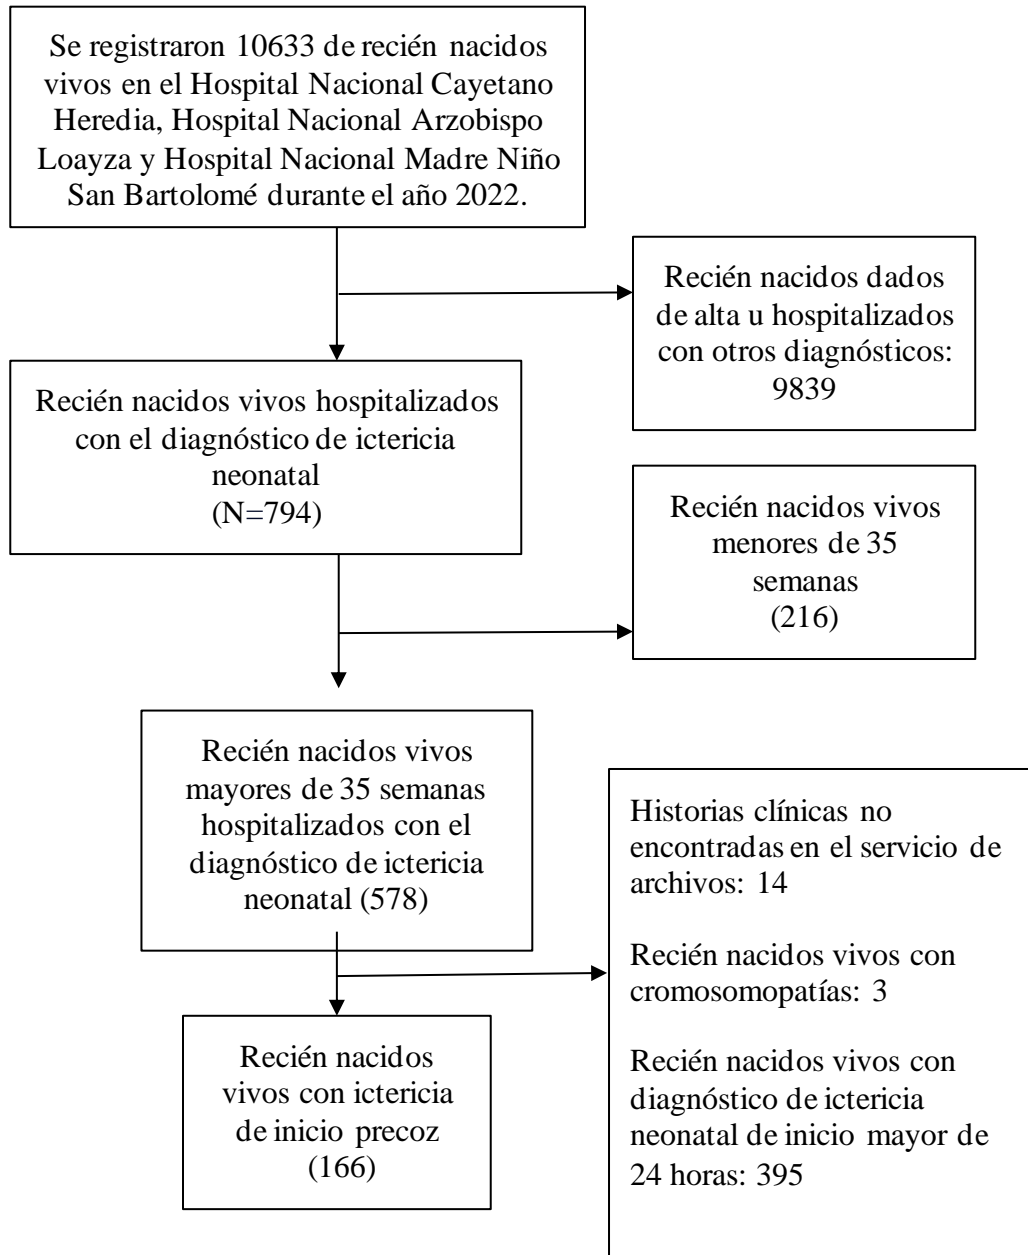 Se registraron 10633 de recién nacidos
vivos en el Hospital Nacional Cayetano
Heredia, Hospital Nacional Arzobispo
Loayza y Hospital Nacional Madre Niño
San Bartolomé durante el año 2022.
Recién nacidos dados
de alta u hospitalizados
con otros diagnósticos:
9839
Recién nacidos vivos hospitalizados
con el diagnóstico de ictericia
neonatal
(N=794)
Recién nacidos vivos
menores de 35
semanas
(216)
Recién nacidos vivos
mayores de 35 semanas
hospitalizados con el
diagnóstico de ictericia
neonatal (578)
Historias clínicas no
encontradas en el servicio de
archivos: 14
Recién nacidos vivos con
cromosomopatías: 3
Recién nacidos vivos con
diagnóstico de ictericia
neonatal de inicio mayor de
24 horas: 395
Recién nacidos
vivos con ictericia
de inicio precoz
(166)